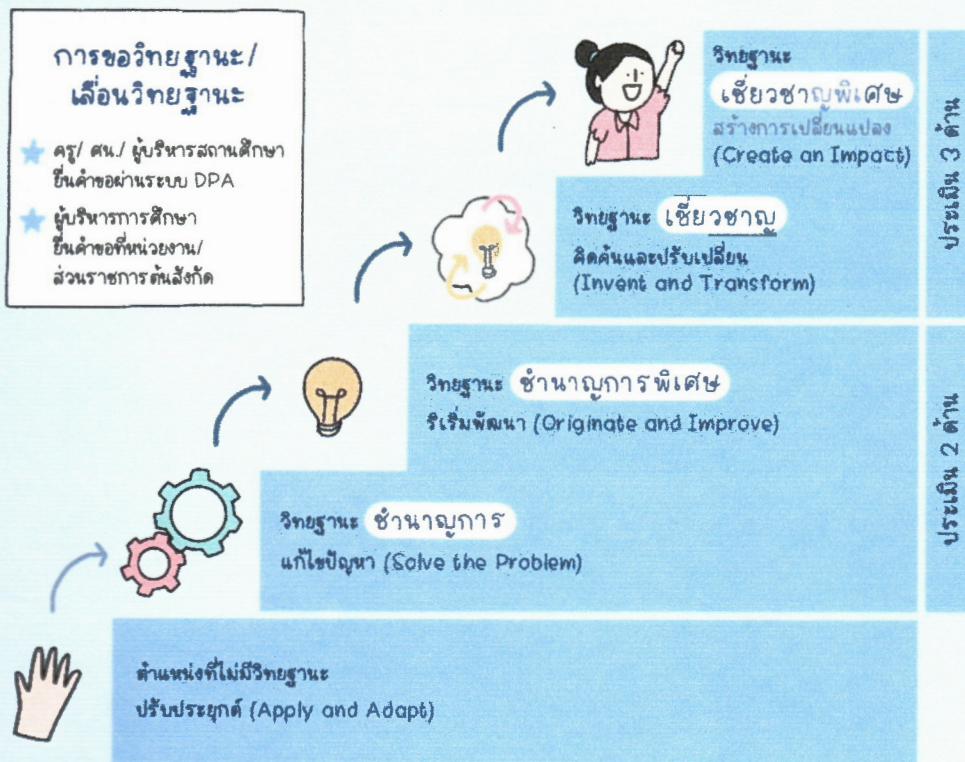 การขอวิทยฐานะ/
เลื่อนวิทยฐานะ
ครู/ ศน./ ผู้บริหารสถานศึกษา
ยื่นคำขอผ่านระบบ DPA
ผู้บริหารการศึกษา
ยื่นคำขอที่หน่วยงาน/
ส่วนราชการต้นสังกัด
วิทยฐานะ
เชี่ยวชาญพิเศษ
สร้างการเปลี่ยนแปลง
(Create an Impact)
วิทยฐานะ เชี่ยวชาญ
คิดค้นและปรับเปลี่ยน
(Invent and Transform)
ประเมิน 3 ด้าน
วิทยฐานะ ชำนาญการพิเศษ
ริเริ่มพัฒนา (Originate and Improve)
วิทยฐานะ ชำนาญการ
แก้ไขปัญหา (Solve the Problem)
ประเมิน 2 ด้าน
ตำแหน่งที่ไม่มีวิทยฐานะ
ปรับประยุกต์ (Apply and Adapt)